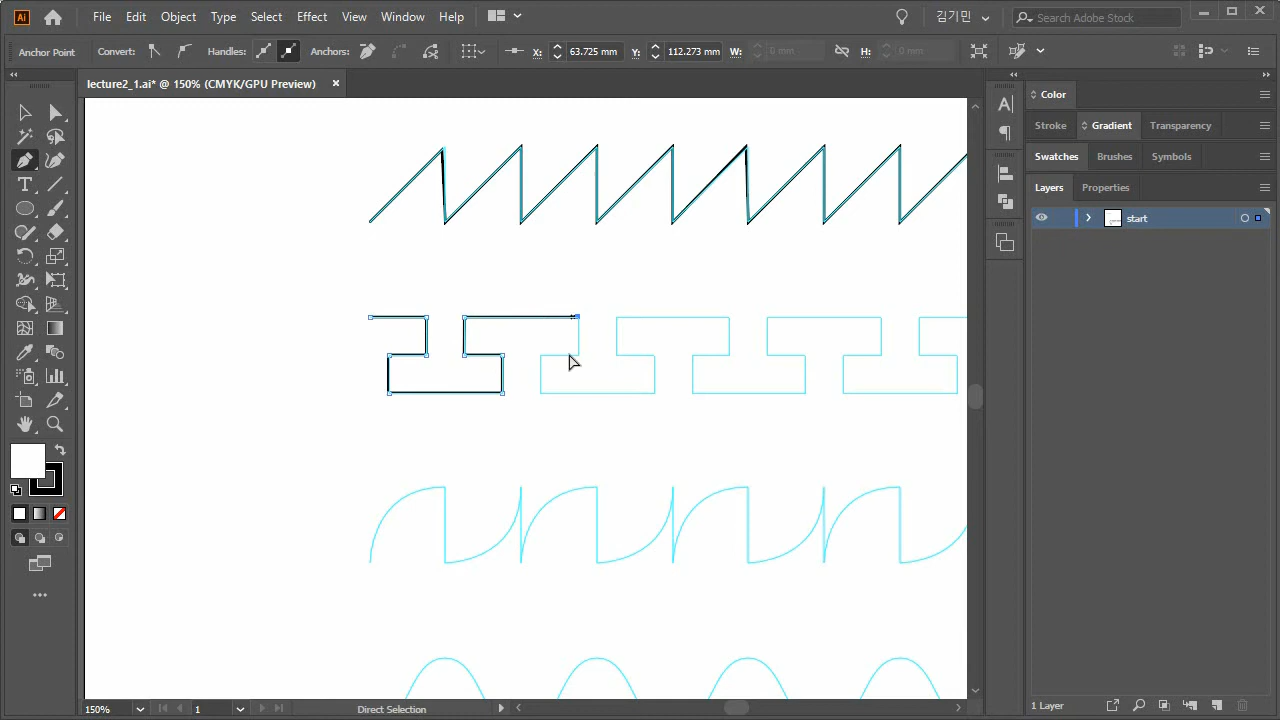 Ai File Edit Object Type Select Effect View Window Help 김기민 Search Adobe Stock
Anchor Point Convert: Handles: Anchors: X: 63.725 mm Y: 112.273 mm W: 0 mm H: 0 mm
lecture2_1.ai* @ 150% (CMYK/GPU Preview)
Color
Stroke Gradient Transparency
Swatches Brushes Symbols
Layers Properties
start
150% 1 Direct Selection
1 Layer